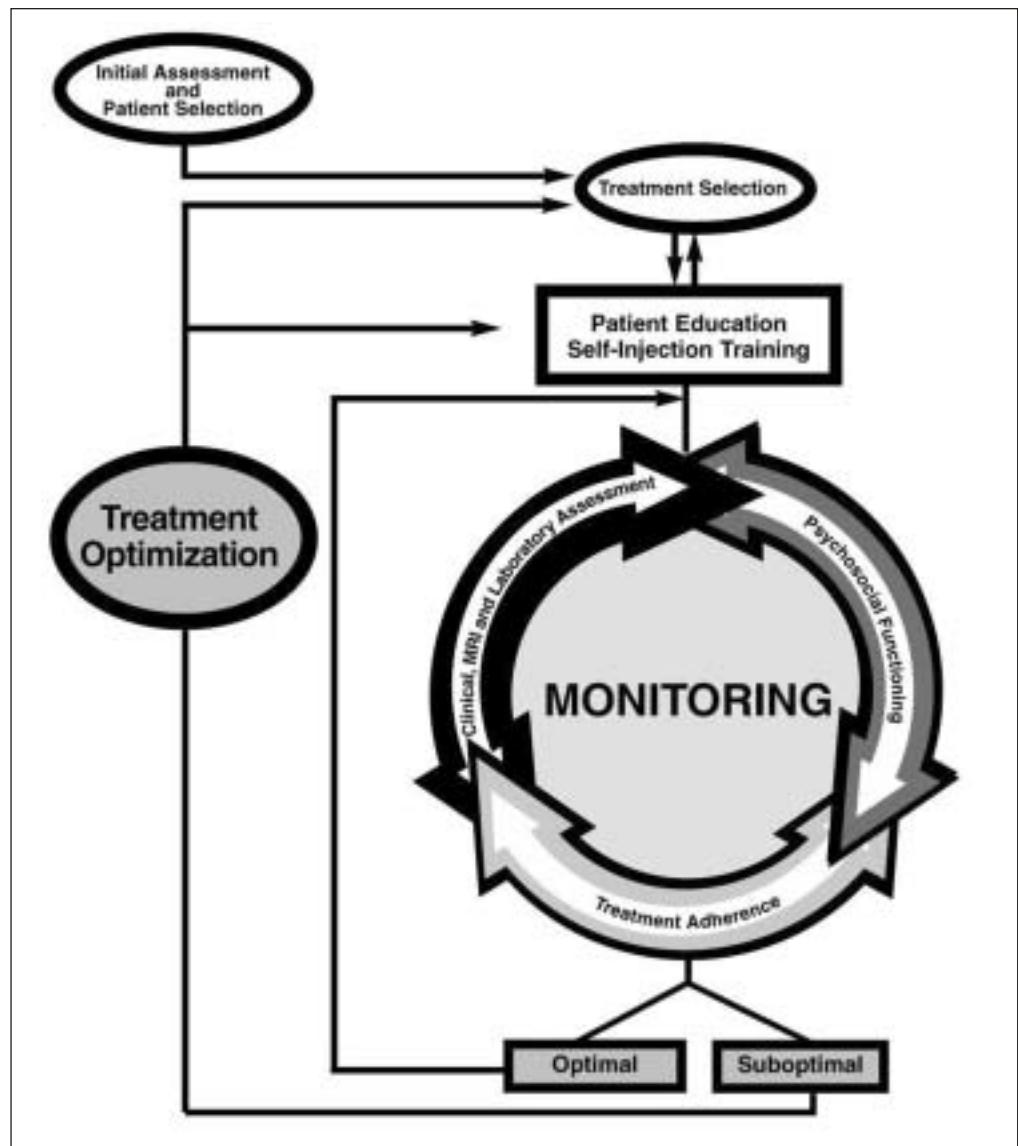 Initial Assessment
and
Patient Selection
Treatment Selection
Patient Education
Self-Injection Training
Treatment
Optimization
Clinical, MRI and Laboratory Assessment
Psychosocial Functioning
MONITORING
Treatment Adherence
Optimal
Suboptimal